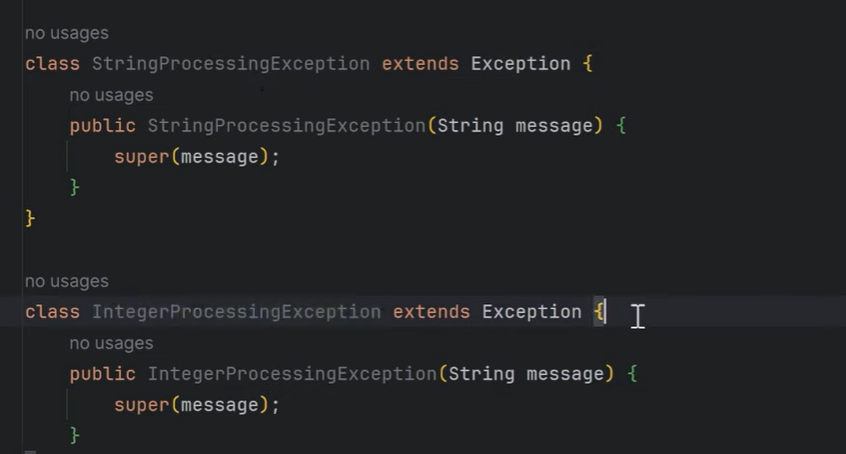 no usages
class StringProcessingException extends Exception {
no usages
public StringProcessingException(String message) {
super(message);
}
}
no usages
class IntegerProcessingException extends Exception {
no usages
public IntegerProcessingException(String message) {
super(message);
}